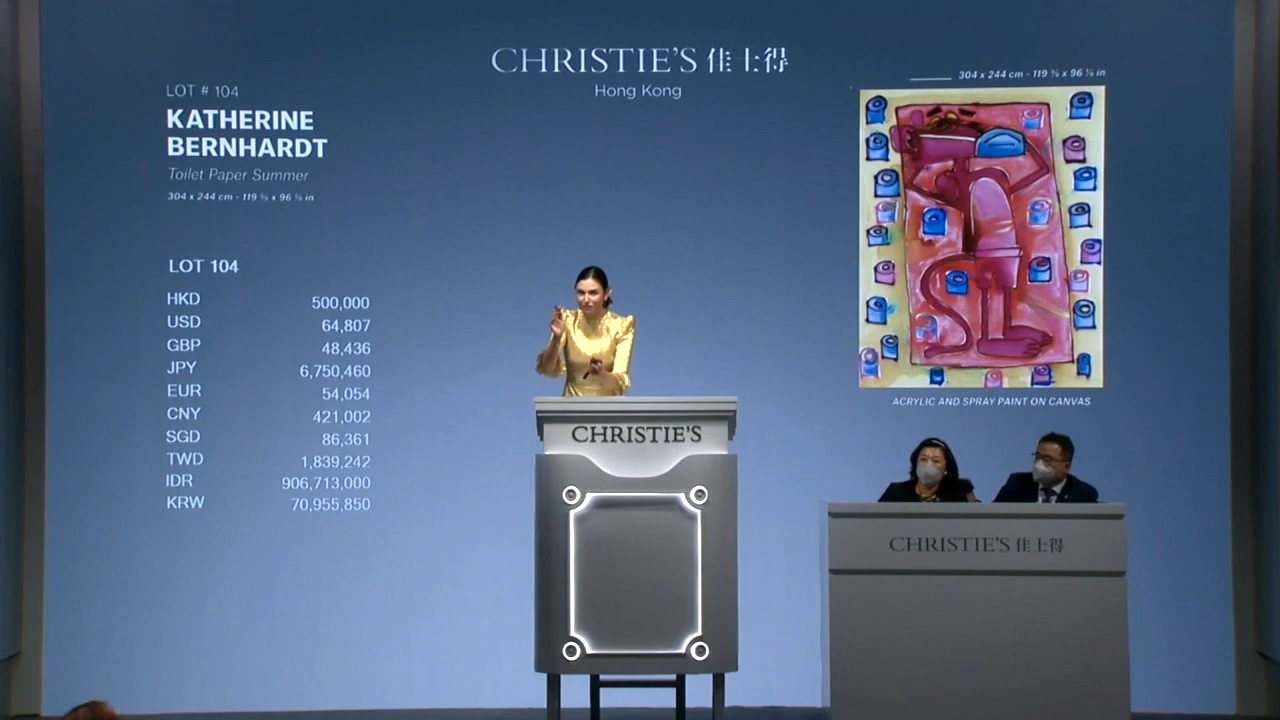 CHRISTIE'S 佳士得
Hong Kong
LOT # 104
KATHERINE
BERNHARDT
Toilet Paper Summer
304 x 244 cm - 119 ¾ x 96 ⅛ in
LOT 104
HKD 500,000
USD 64,807
GBP 48,436
JPY 6,750,460
EUR 54,054
CNY 421,002
SGD 86,361
TWD 1,839,242
IDR 906,713,000
KRW 70,955,850
304 x 244 cm - 119 ¾ x 96 ⅛ in
ACRYLIC AND SPRAY PAINT ON CANVAS
CHRISTIE'S
CHRISTIE'S 佳士得